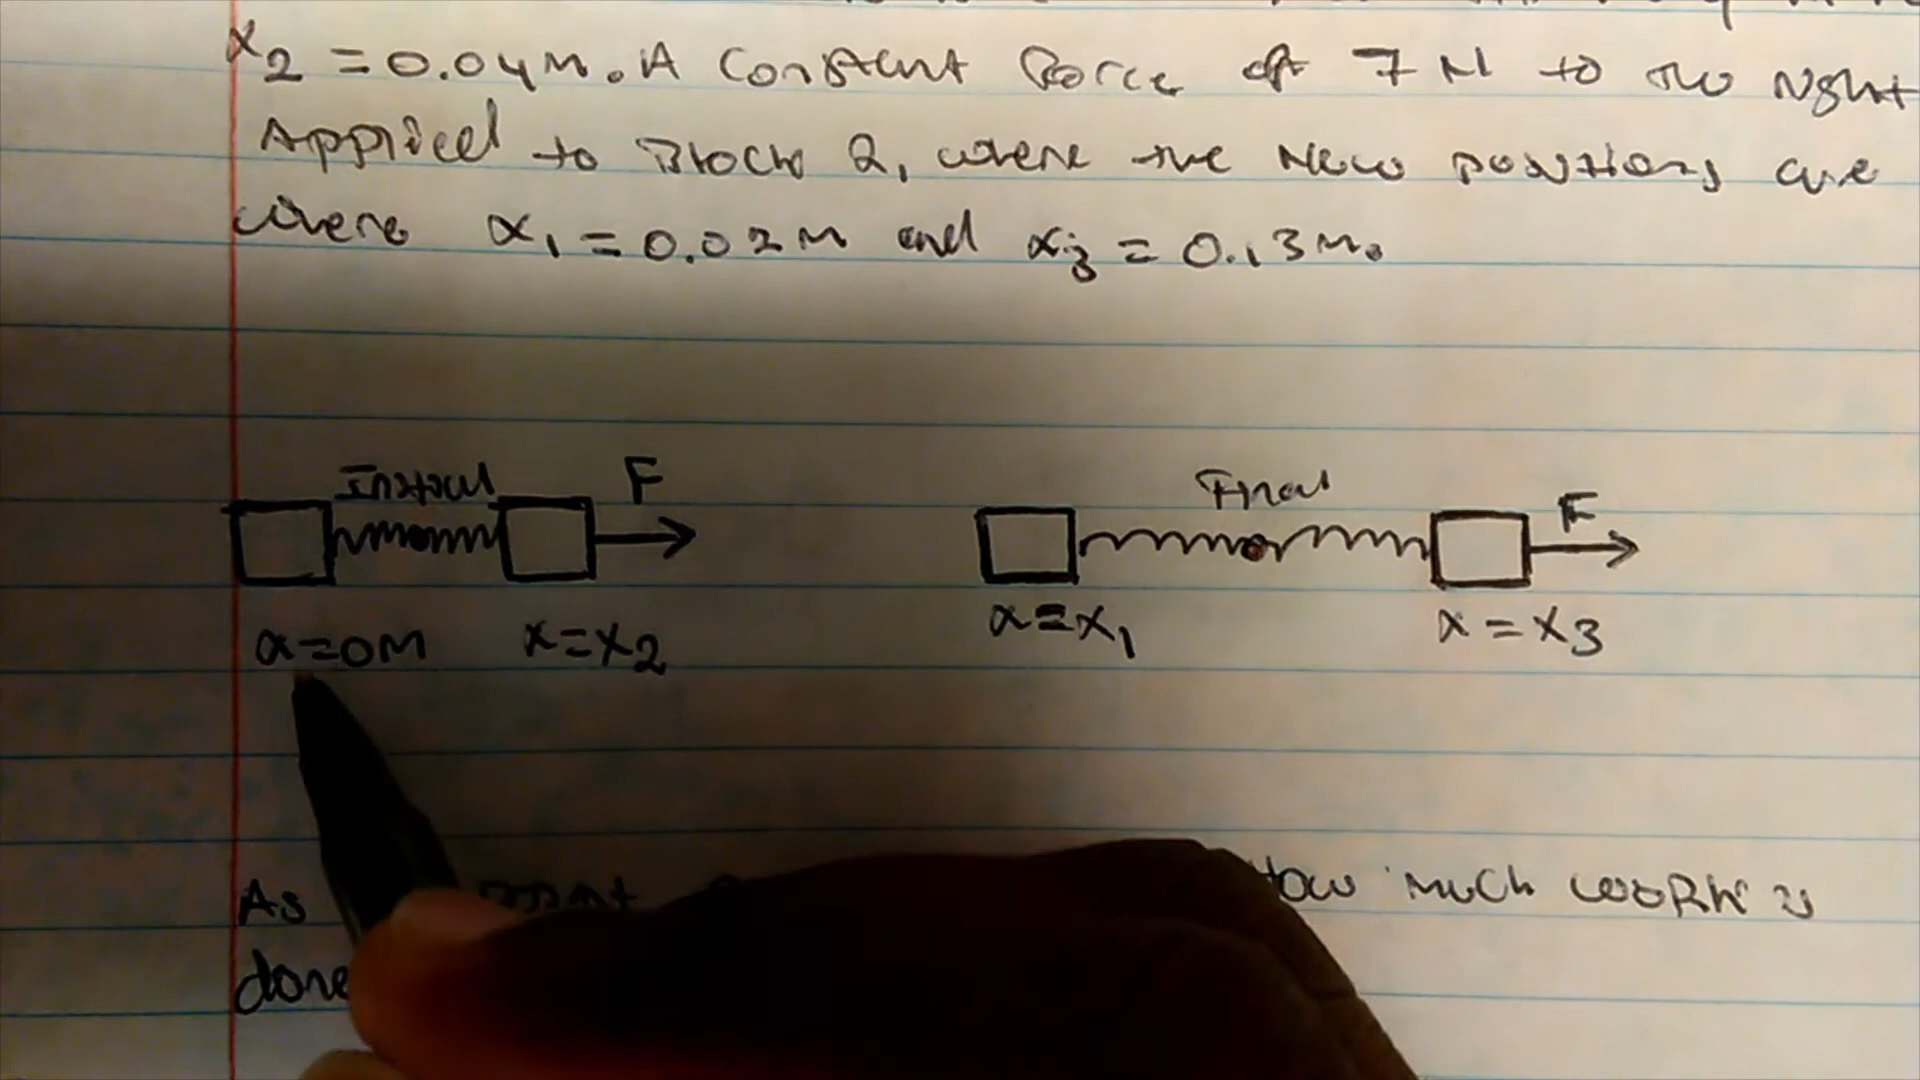 x2 = 0.04m. A Constant Force of 7 N to the right
Applied to Block 2, where the New positions are
where x1 = 0.02m and x3 = 0.13m.
Initial F
Final F
x=0M x=x2
x=x1 x=x3
As How much work is
done